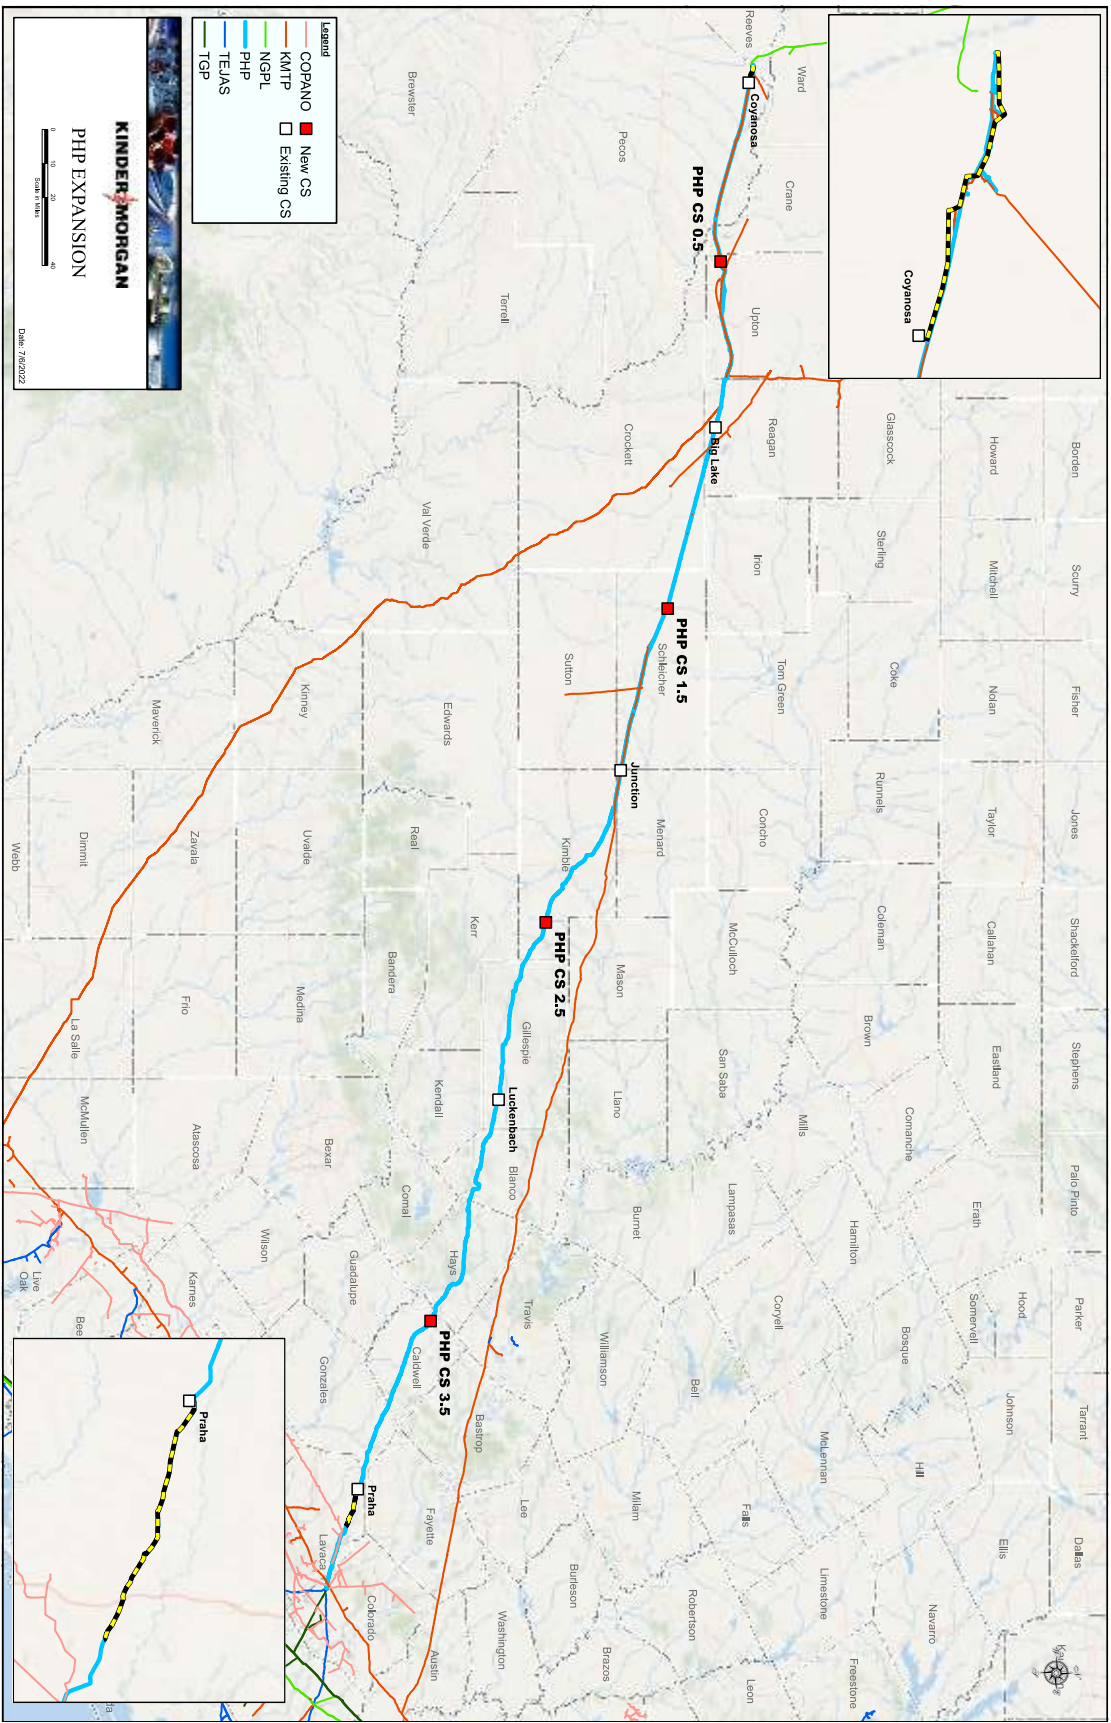 Borden
Scurry
Fisher
Jones
Shackelford
Stephens
Palo Pinto
Parker
Tarrant
Dallas
Howard
Mitchell
Nolan
Taylor
Callahan
Eastland
Erath
Hood
Somervell
Johnson
Ellis
Glasscock
Sterling
Coke
Runnels
Coleman
Brown
Comanche
Hamilton
Bosque
Hill
Navarro
Freestone
Ward
Reeves
Crane
Upton
Reagan
Irion
Tom Green
Concho
McCulloch
San Saba
Mills
Lampasas
Coryell
McLennan
Limestone
Falls
Bell
Leon
Robertson
Coyanosa
PHP CS 0.5
Big Lake
PHP CS 1.5
Schleicher
Junction
Menard
Mason
Llano
Burnet
Williamson
Milam
Burleson
Brazos
Pecos
Crockett
Sutton
Kimble
PHP CS 2.5
Gillespie
Luckenbach
Blanco
Travis
Lee
Washington
Terrell
Brewster
Val Verde
Edwards
Real
Kerr
Bandera
Kendall
Comal
Hays
PHP CS 3.5
Caldwell
Bastrop
Fayette
Praha
Austin
Colorado
Lavaca
Kinney
Uvalde
Medina
Bexar
Guadalupe
Gonzales
Maverick
Zavala
Frio
Atascosa
Wilson
Karnes
Dimmit
Webb
La Salle
McMullen
Live
Oak
Bee
Coyanosa
Praha
Legend
COPANO
KMTP
NGPL
PHP
TEJAS
TGP
New CS
Existing CS
KINDER MORGAN
PHP EXPANSION
0 10 20 40
Scale in Miles
Date: 7/6/2022